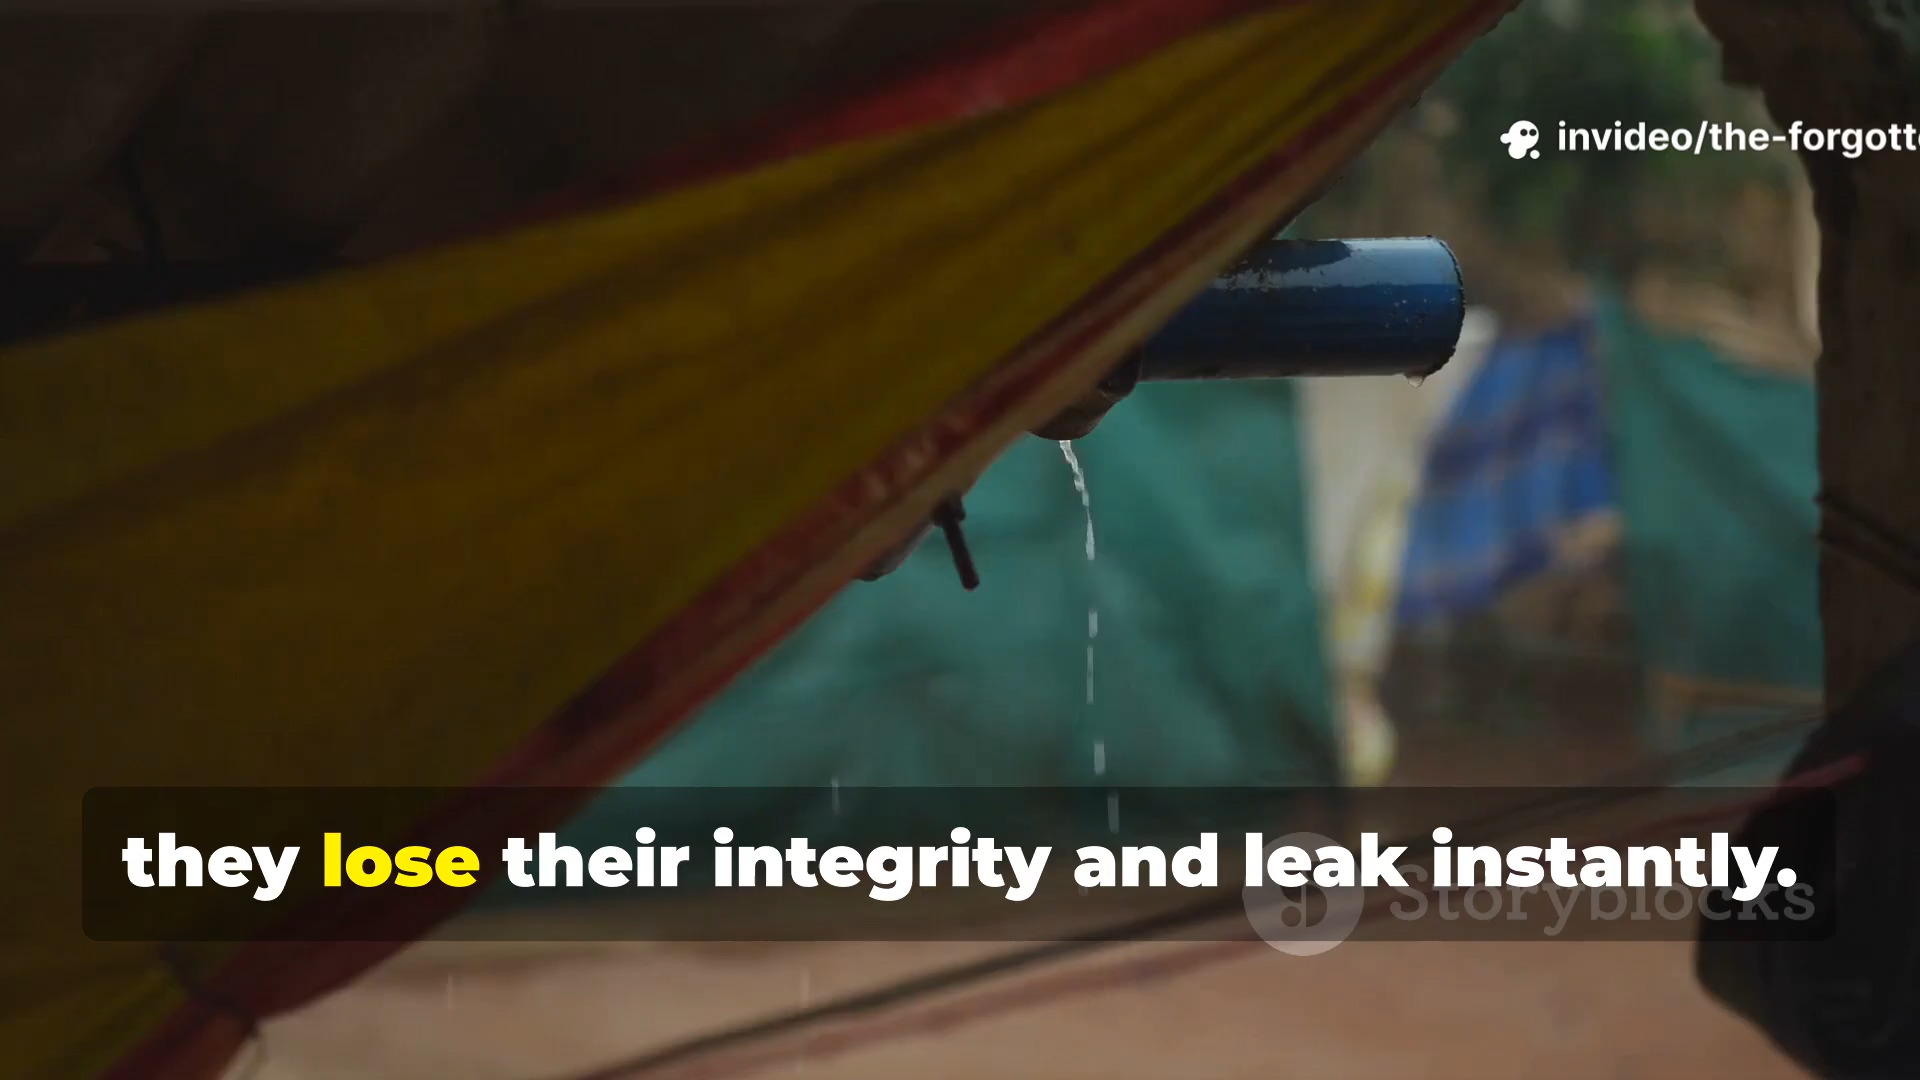 invideo/the-forgott
they lose their integrity and leak instantly.
Storyblocks